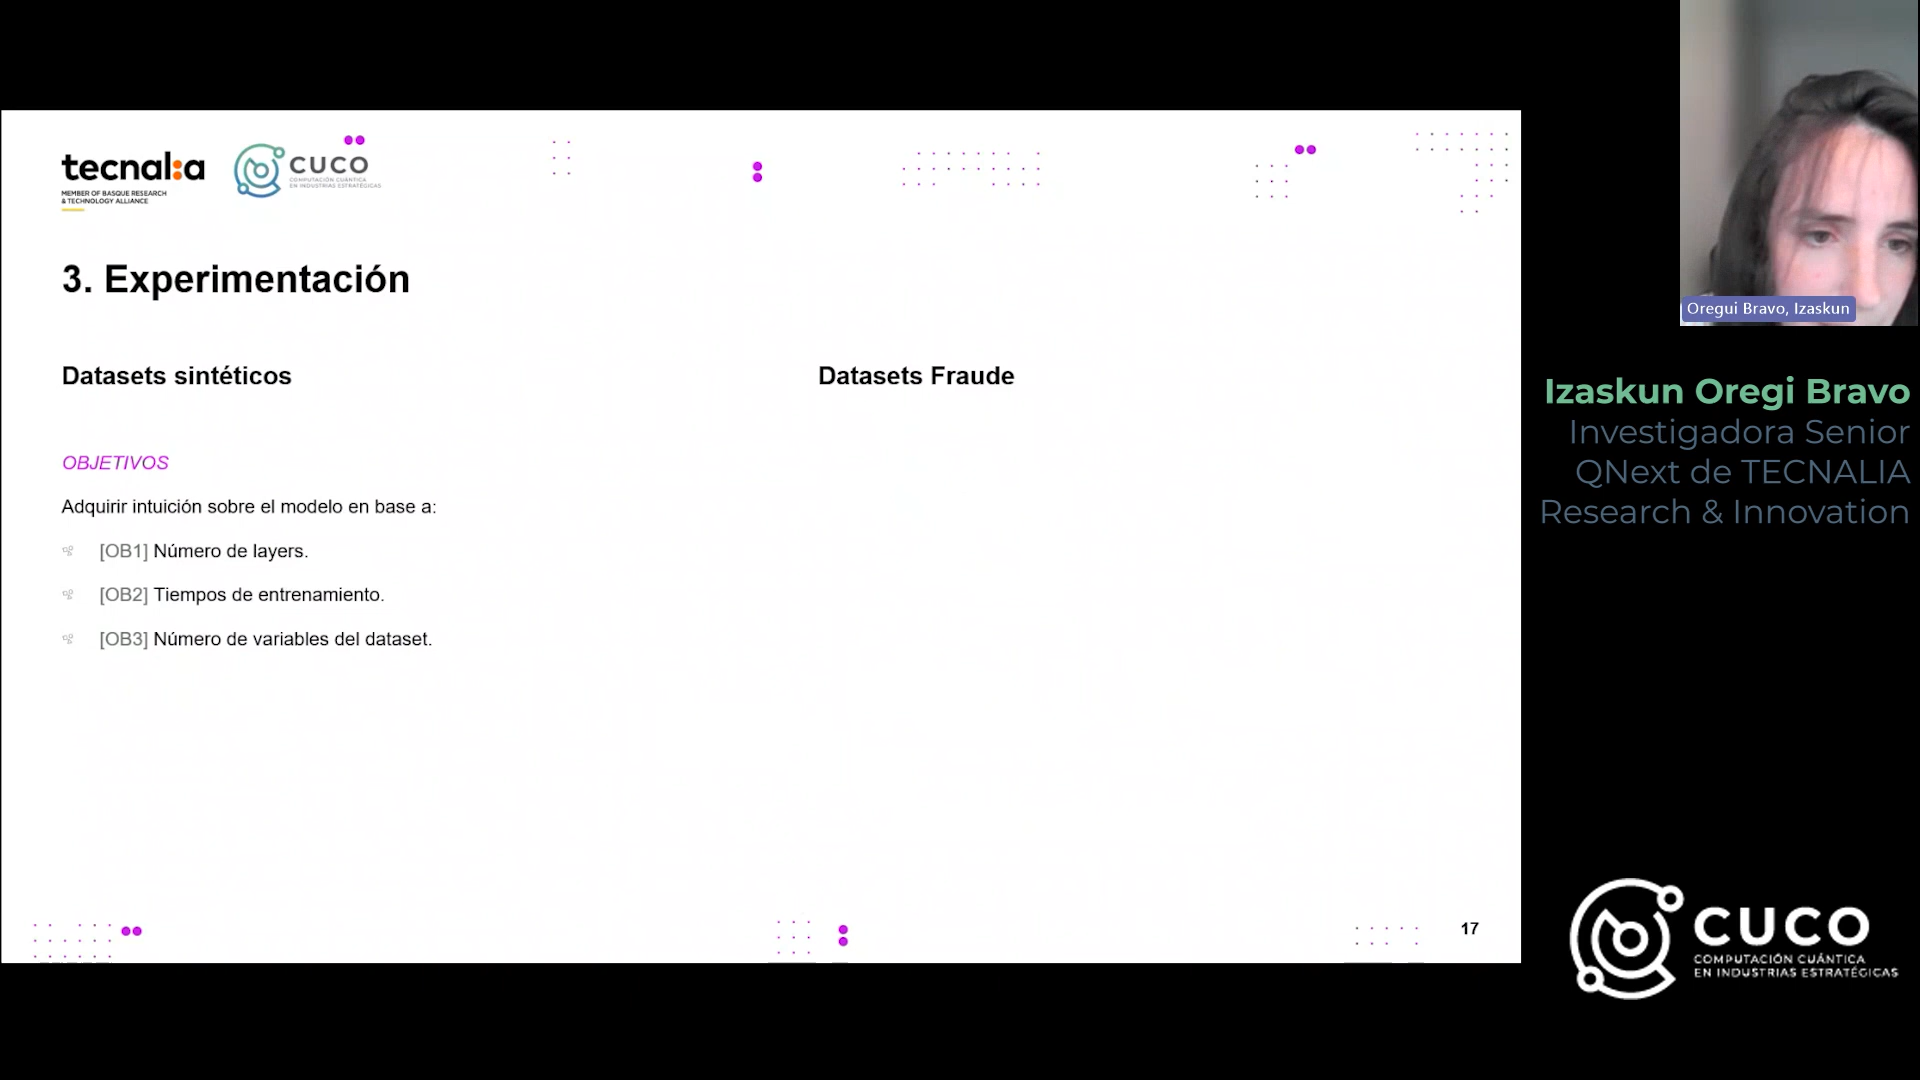 tecnal:a
MEMBER OF BASQUE RESEARCH
& TECHNOLOGY ALLIANCE
CUCO
COMPUTACIÓN CUÁNTICA
EN INDUSTRIAS ESTRATÉGICAS
3. Experimentación
Datasets sintéticos
Datasets Fraude
OBJETIVOS
Adquirir intuición sobre el modelo en base a:
[OB1] Número de layers.
[OB2] Tiempos de entrenamiento.
[OB3] Número de variables del dataset.
17
Oregui Bravo, Izaskun
Izaskun Oregi Bravo
Investigadora Senior
QNext de TECNALIA
Research & Innovation
CUCO
COMPUTACIÓN CUÁNTICA
EN INDUSTRIAS ESTRATÉGICAS